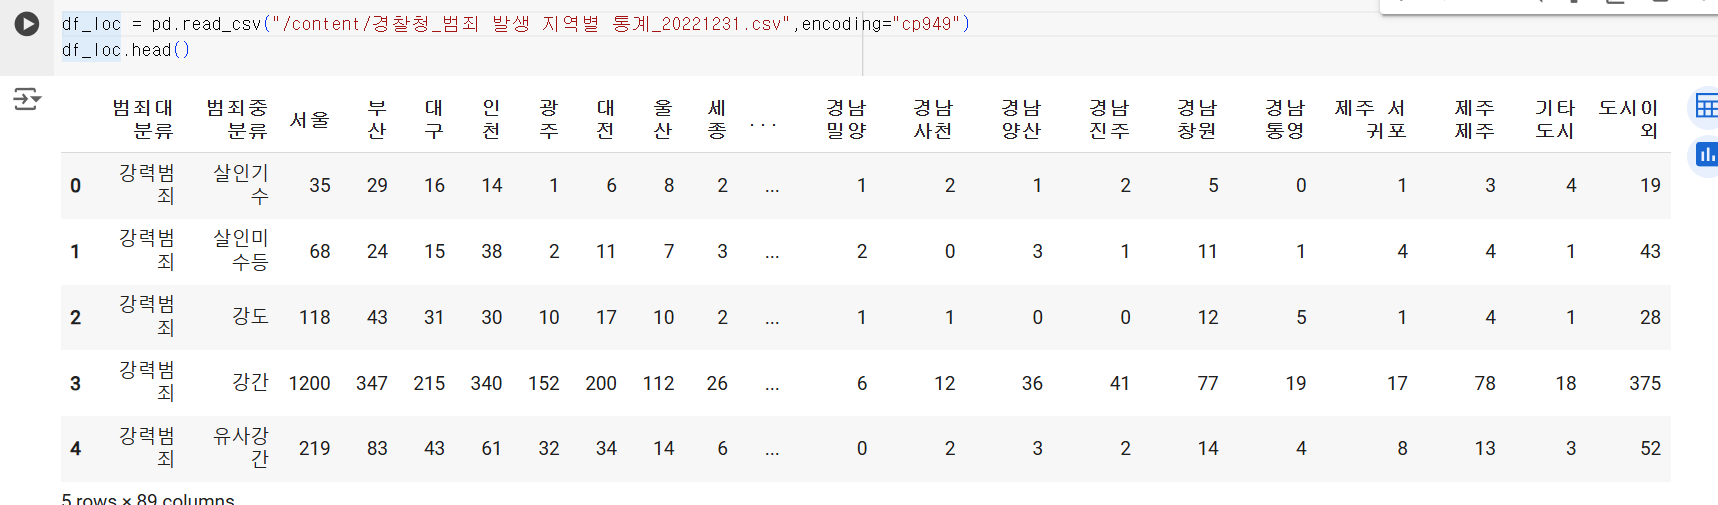 df_loc = pd.read_csv("/content/경찰청_범죄 발생 지역별 통계_20221231.csv",encoding="cp949")
df_loc.head()
범죄대분류 범죄중분류 서울 부산 대구 인천 광주 대전 울산 세종 ... 경남 밀양 경남 사천 경남 양산 경남 진주 경남 창원 경남 통영 제주 서귀포 제주 제주 기타도시 도시이외
0 강력범죄 살인기수 35 29 16 14 1 6 8 2 ... 1 2 1 2 5 0 1 3 4 19
1 강력범죄 살인미수등 68 24 15 38 2 11 7 3 ... 2 0 3 1 11 1 4 4 1 43
2 강력범죄 강도 118 43 31 30 10 17 10 2 ... 1 1 0 0 12 5 1 4 1 28
3 강력범죄 강간 1200 347 215 340 152 200 112 26 ... 6 12 36 41 77 19 17 78 18 375
4 강력범죄 유사강간 219 83 43 61 32 34 14 6 ... 0 2 3 2 14 4 8 13 3 52
5 rows × 89 columns